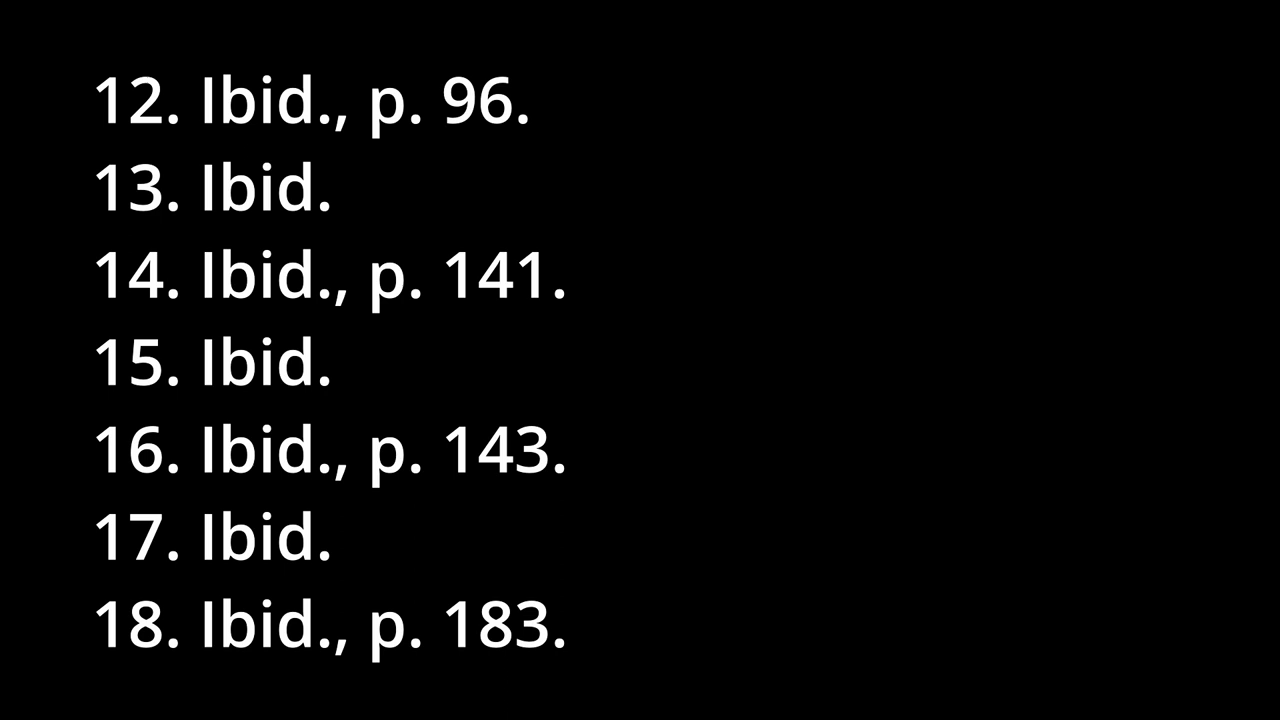 12. Ibid., p. 96.
13. Ibid.
14. Ibid., p. 141.
15. Ibid.
16. Ibid., p. 143.
17. Ibid.
18. Ibid., p. 183.